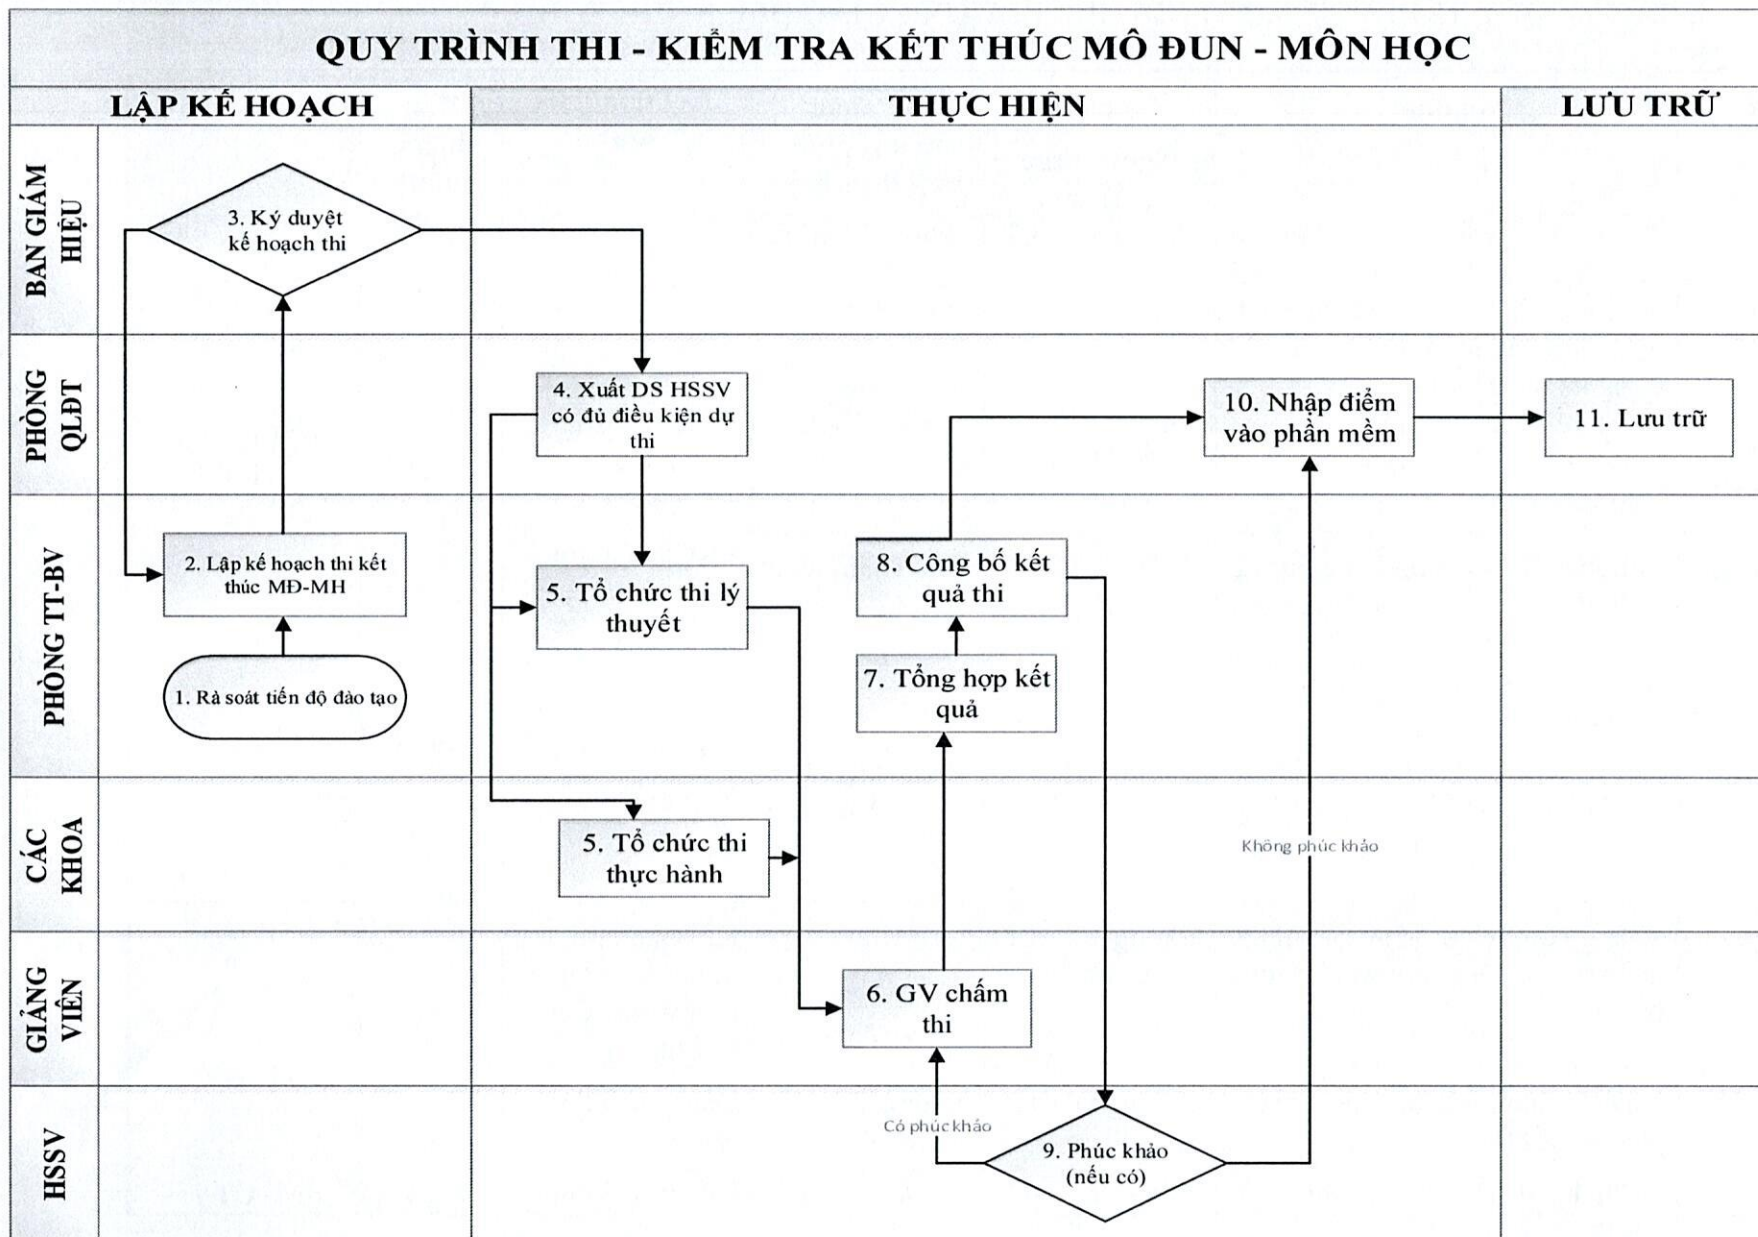 QUY TRÌNH THI - KIỂM TRA KẾT THÚC MÔ ĐUN - MÔN HỌC
LẬP KẾ HOẠCH
THỰC HIỆN
LƯU TRỮ
BAN GIÁM
HIỆU
3. Ký duyệt
kế hoạch thi
PHÒNG
QLĐT
4. Xuất DS HSSV
có đủ điều kiện dự
thi
10. Nhập điểm
vào phần mềm
11. Lưu trữ
PHÒNG TT-BV
2. Lập kế hoạch thi kết
thúc MĐ-MH
1. Rà soát tiến độ đào tạo
5. Tổ chức thi lý
thuyết
8. Công bố kết
quả thi
7. Tổng hợp kết
quả
CÁC
KHOA
5. Tổ chức thi
thực hành
Không phúc khảo
GIẢNG
VIÊN
6. GV chấm
thi
HSSV
Có phúc khảo
9. Phúc khảo
(nếu có)